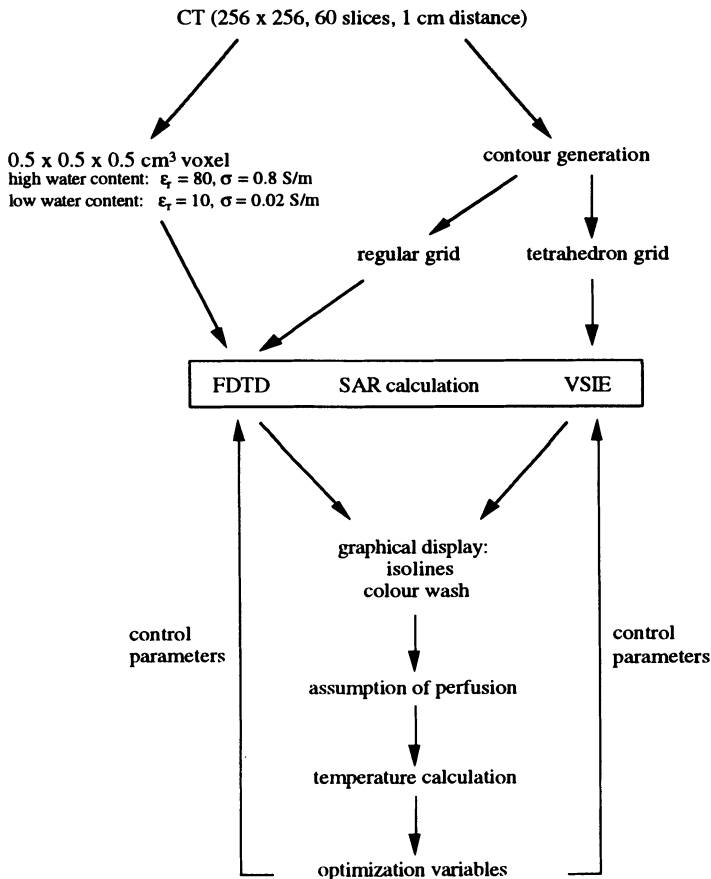 CT (256 x 256, 60 slices, 1 cm distance)
0.5 x 0.5 x 0.5 cm³ voxel
high water content: εr = 80, σ = 0.8 S/m
low water content: εr = 10, σ = 0.02 S/m
contour generation
regular grid
tetrahedron grid
FDTD SAR calculation VSIE
graphical display:
isolines
colour wash
control
parameters
control
parameters
assumption of perfusion
temperature calculation
optimization variables